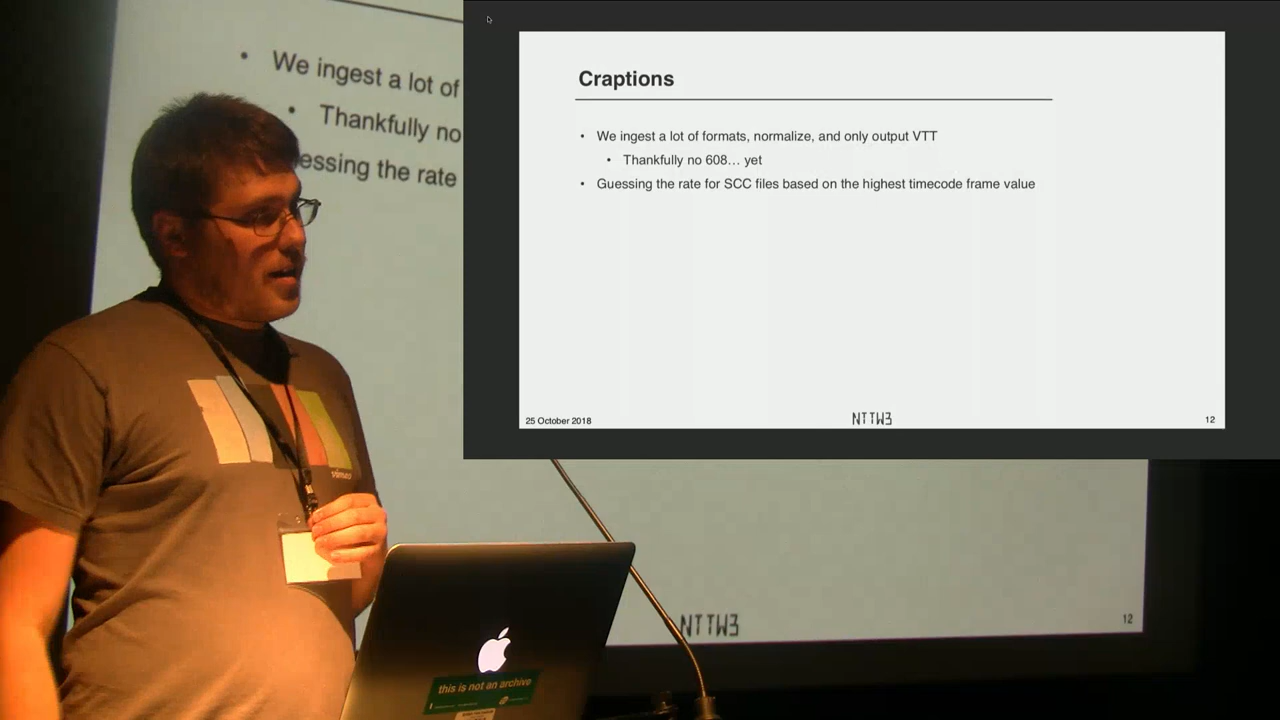 Craptions
• We ingest a lot of formats, normalize, and only output VTT
• Thankfully no 608… yet
• Guessing the rate for SCC files based on the highest timecode frame value
25 October 2018
NTTW3
12
• We ingest a lot of
• Thankfully no
essing the rate
vimeo
this is not an archive
NTTW3
12